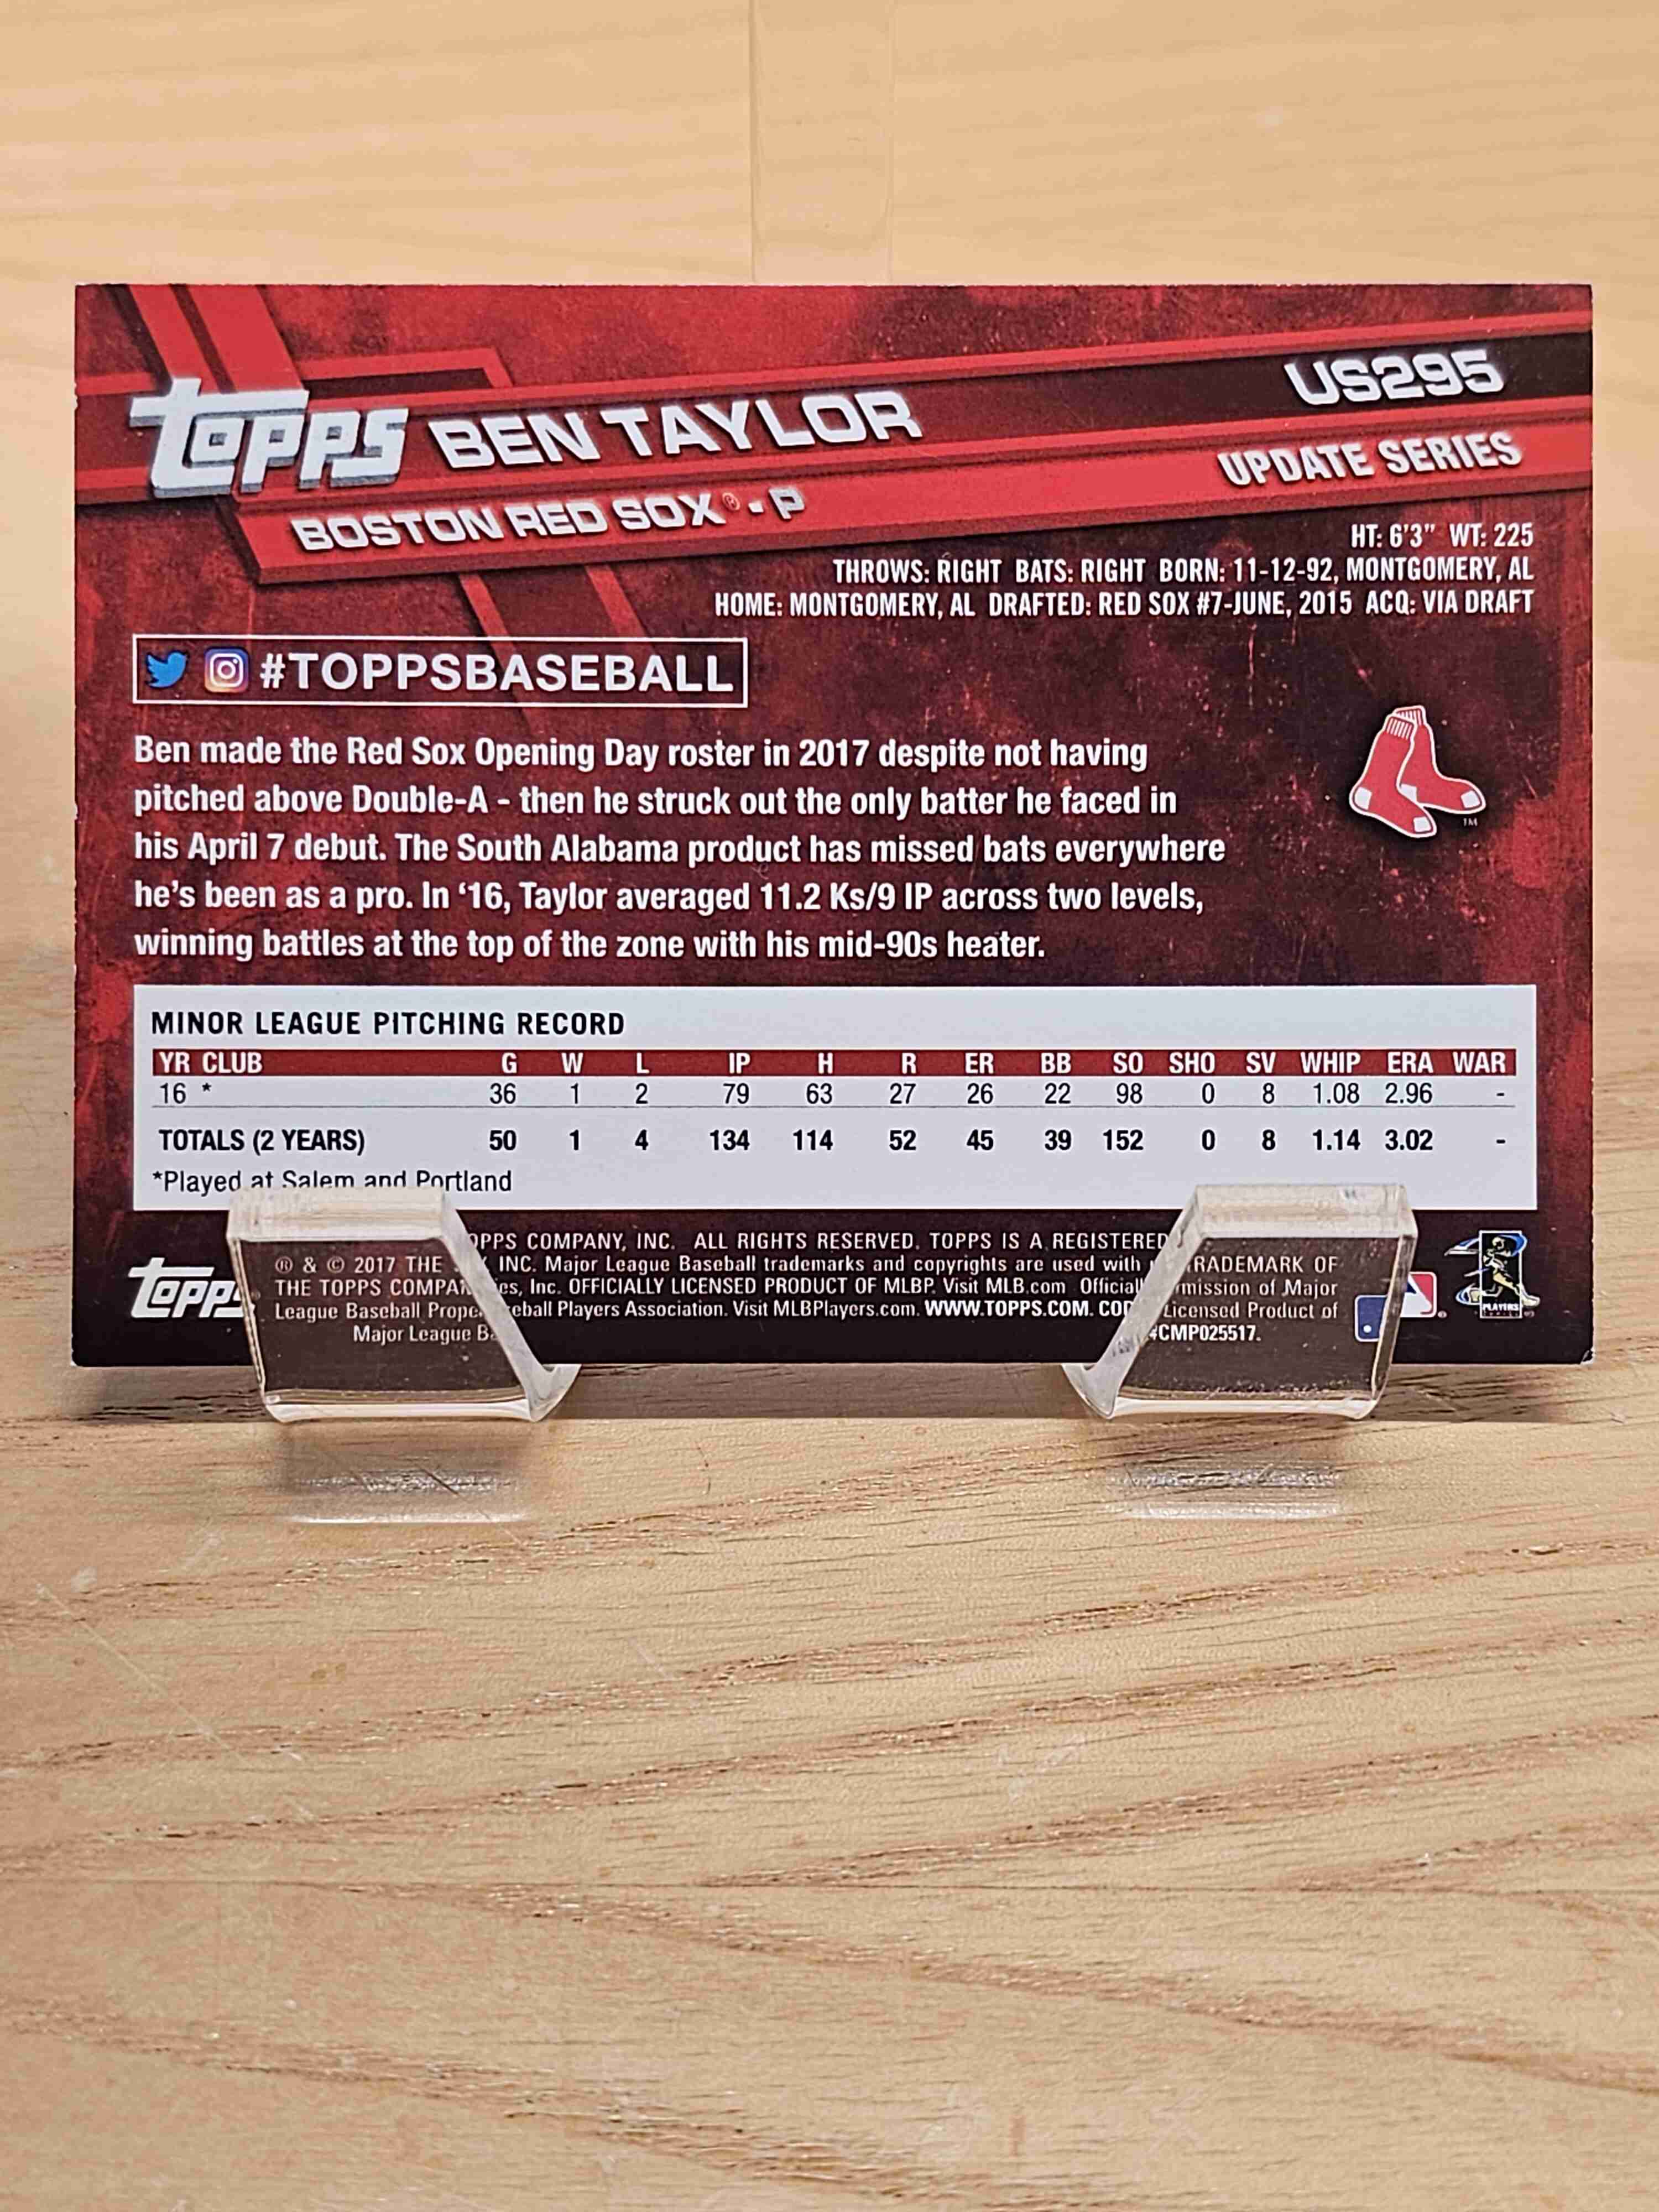 topps BEN TAYLOR US295
BOSTON RED SOX® - P UPDATE SERIES
HT: 6'3" WT: 225
THROWS: RIGHT BATS: RIGHT BORN: 11-12-92, MONTGOMERY, AL
HOME: MONTGOMERY, AL DRAFTED: RED SOX #7-JUNE, 2015 ACQ: VIA DRAFT
#TOPPSBASEBALL
Ben made the Red Sox Opening Day roster in 2017 despite not having
pitched above Double-A - then he struck out the only batter he faced in
his April 7 debut. The South Alabama product has missed bats everywhere
he's been as a pro. In '16, Taylor averaged 11.2 Ks/9 IP across two levels,
winning battles at the top of the zone with his mid-90s heater.
TM
MINOR LEAGUE PITCHING RECORD
YR CLUB G W L IP H R ER BB SO SHO SV WHIP ERA WAR
16 * 36 1 2 79 63 27 26 22 98 0 8 1.08 2.96 -
TOTALS (2 YEARS) 50 1 4 134 114 52 45 39 152 0 8 1.14 3.02 -
*Played at Salem and Portland
® & © 2017 THE COMPANY, INC. ALL RIGHTS RESERVED. TOPPS IS A REGISTERED TRADEMARK OF
THE TOPPS INC. Major League Baseball trademarks and copyrights are used with of Major
League Baseball Inc. OFFICIALLY LICENSED PRODUCT OF MLBP. Visit MLB.com Licensed Product of
Major League Players Association. Visit MLBPlayers.com. WWW.TOPPS.COM. #CMP025517.
topps
PLAYERS